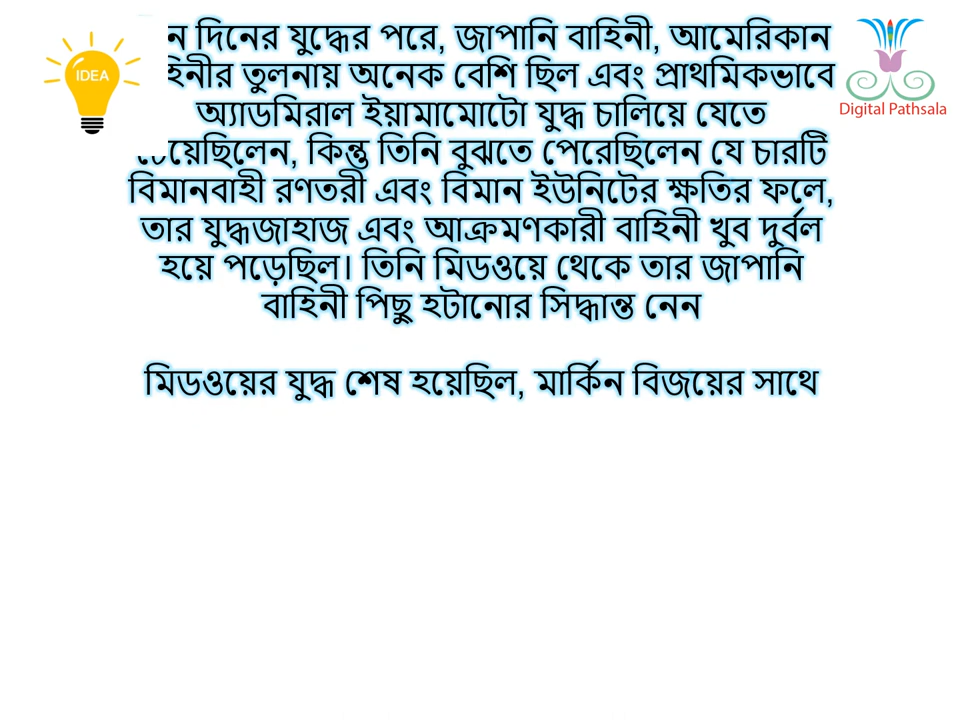 IDEA
দিনের যুদ্ধের পরে, জাপানি বাহিনী, আমেরিকান
তুলনায় অনেক বেশি ছিল এবং প্রাথমিকভাবে
অ্যাডমিরাল ইয়ামামোটো যুদ্ধ চালিয়ে যেতে
চেয়েছিলেন, কিন্তু তিনি বুঝতে পেরেছিলেন যে চারটি
বিমানবাহী রণতরী এবং বিমান ইউনিটের ক্ষতির ফলে,
তার যুদ্ধজাহাজ এবং আক্রমণকারী বাহিনী খুব দুর্বল
হয়ে পড়েছিল। তিনি মিডওয়ে থেকে তার জাপানি
বাহিনী পিছু হটানোর সিদ্ধান্ত নেন
মিডওয়ের যুদ্ধ শেষ হয়েছিল, মার্কিন বিজয়ের সাথে
Digital Pathsala